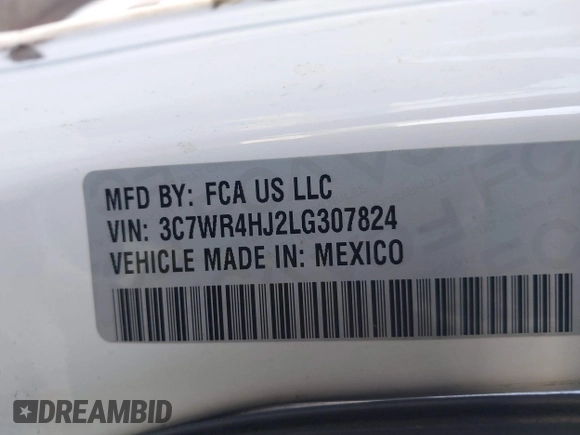 MFD BY: FCA US LLC
VIN: 3C7WR4HJ2LG307824
VEHICLE MADE IN: MEXICO
DREAMBID